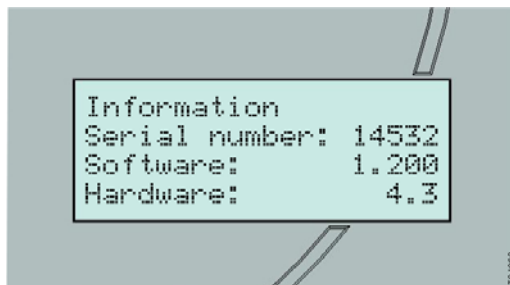 Information
Serial number: 14532
Software: 1.200
Hardware: 4.3